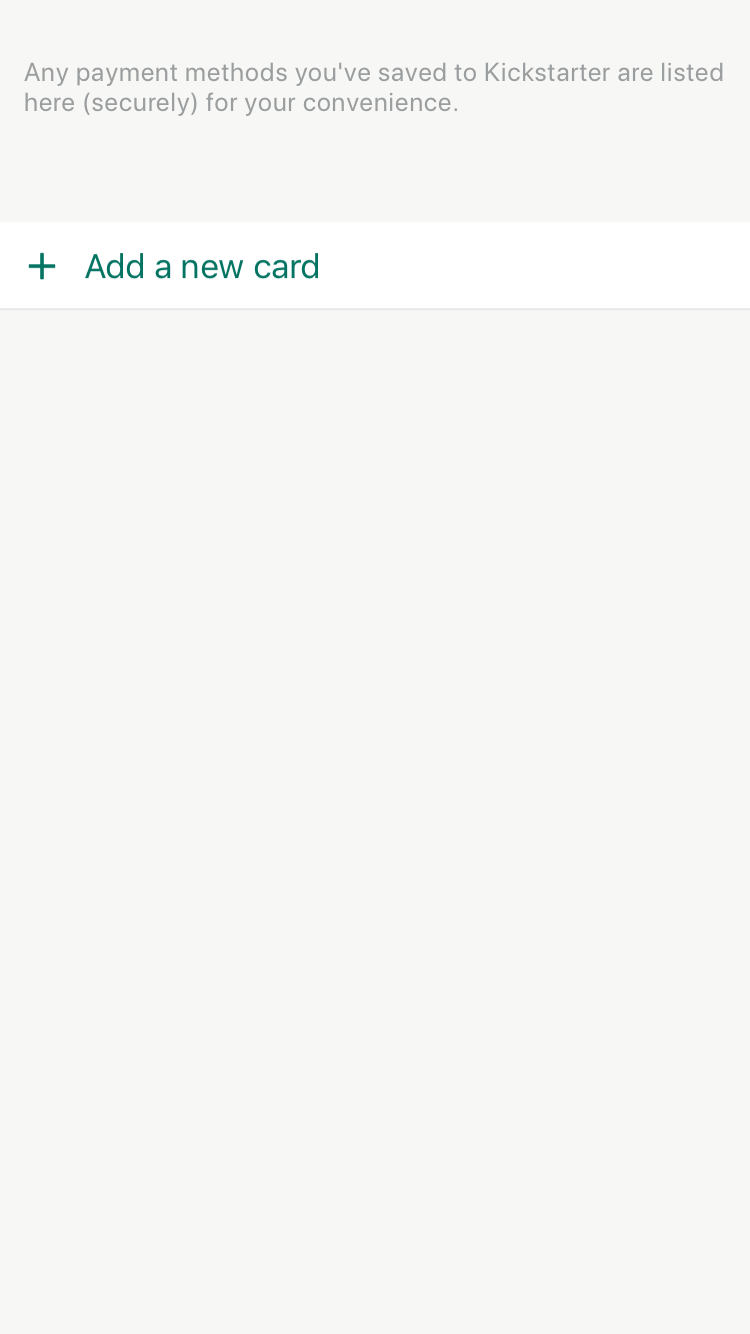 Any payment methods you've saved to Kickstarter are listed
here (securely) for your convenience.
Add a new card